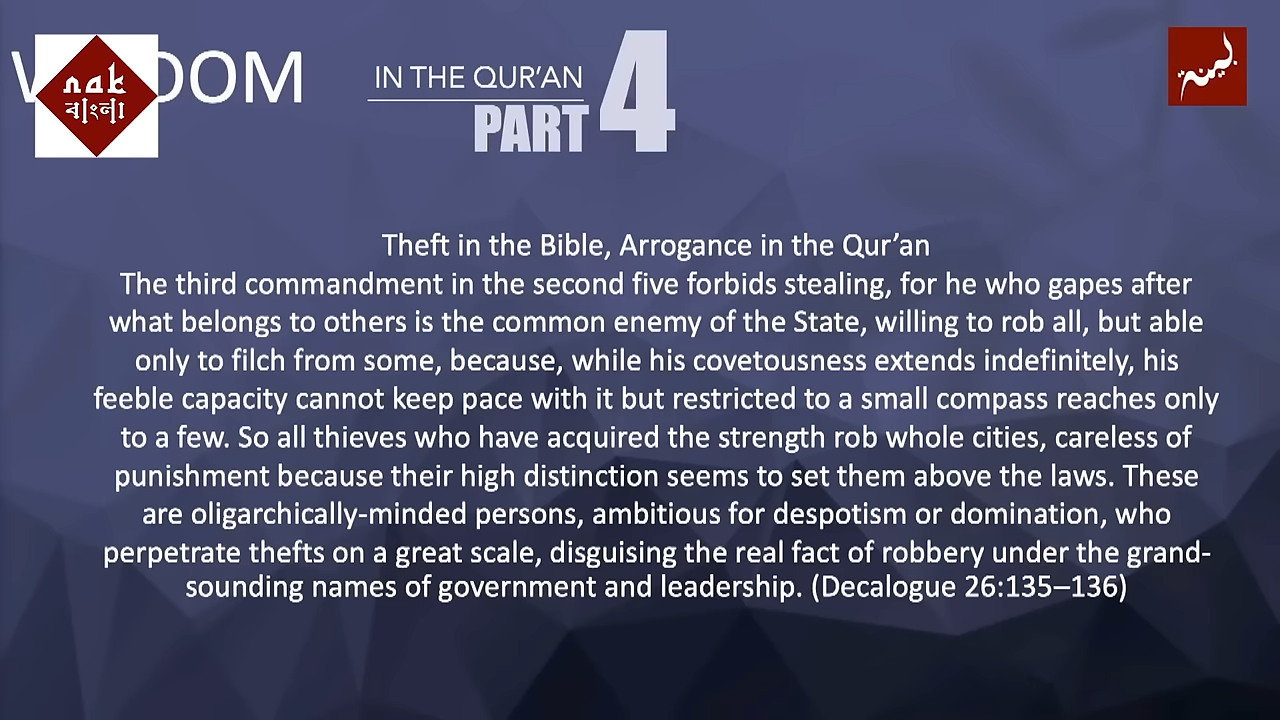 DOM
nak
বাংলা
IN THE QUR’AN
PART 4
Theft in the Bible, Arrogance in the Qur’an
The third commandment in the second five forbids stealing, for he who gapes after
what belongs to others is the common enemy of the State, willing to rob all, but able
only to filch from some, because, while his covetousness extends indefinitely, his
feeble capacity cannot keep pace with it but restricted to a small compass reaches only
to a few. So all thieves who have acquired the strength rob whole cities, careless of
punishment because their high distinction seems to set them above the laws. These
are oligarchically-minded persons, ambitious for despotism or domination, who
perpetrate thefts on a great scale, disguising the real fact of robbery under the grand-
sounding names of government and leadership. (Decalogue 26:135–136)